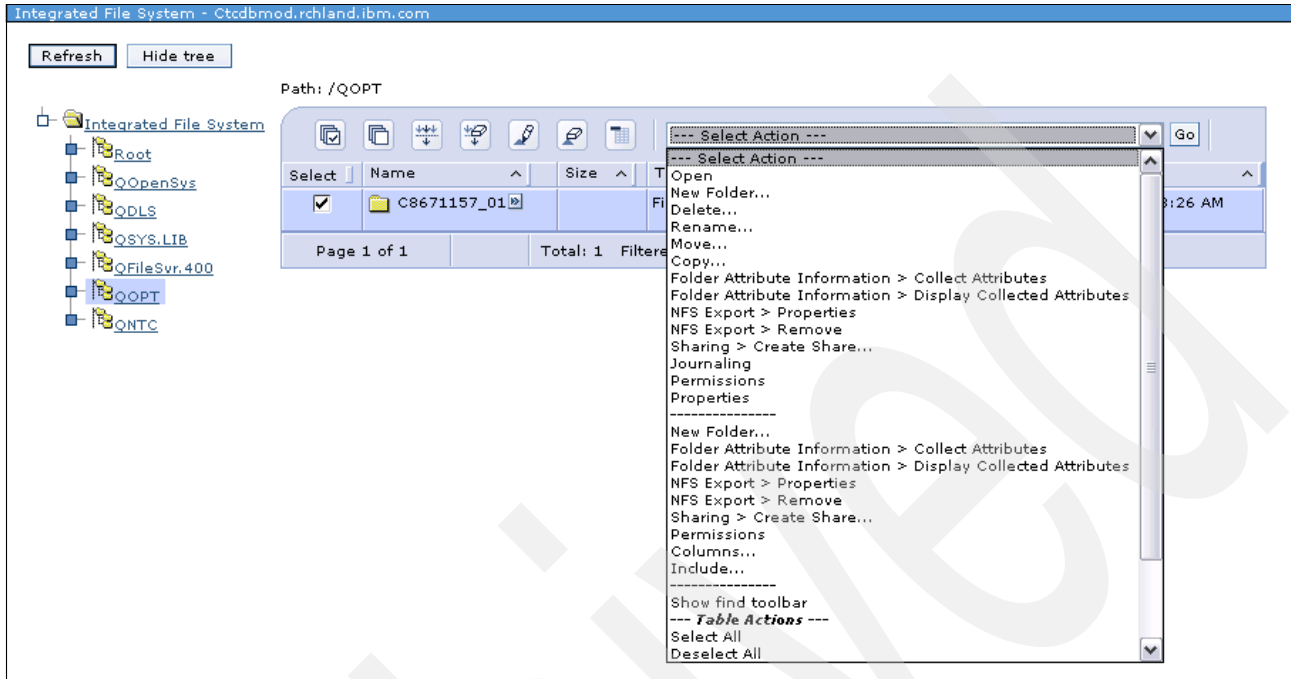 Integrated File System - Ctcdbmod.rchland.ibm.com
Refresh Hide tree
Path: /QOPT
Integrated File System
Root
QOpenSys
QDLS
QSYS.LIB
QFileSvr.400
QOPT
QNTC
--- Select Action --- Go
Select Name Size T
C8671157_01 Fi :26 AM
Page 1 of 1 Total: 1 Filtere
--- Select Action ---
Open
New Folder...
Delete...
Rename...
Move...
Copy...
Folder Attribute Information > Collect Attributes
Folder Attribute Information > Display Collected Attributes
NFS Export > Properties
NFS Export > Remove
Sharing > Create Share...
Journaling
Permissions
Properties
---------------
New Folder...
Folder Attribute Information > Collect Attributes
Folder Attribute Information > Display Collected Attributes
NFS Export > Properties
NFS Export > Remove
Sharing > Create Share...
Permissions
Columns...
Include...
---------------
Show find toolbar
--- Table Actions ---
Select All
Deselect All